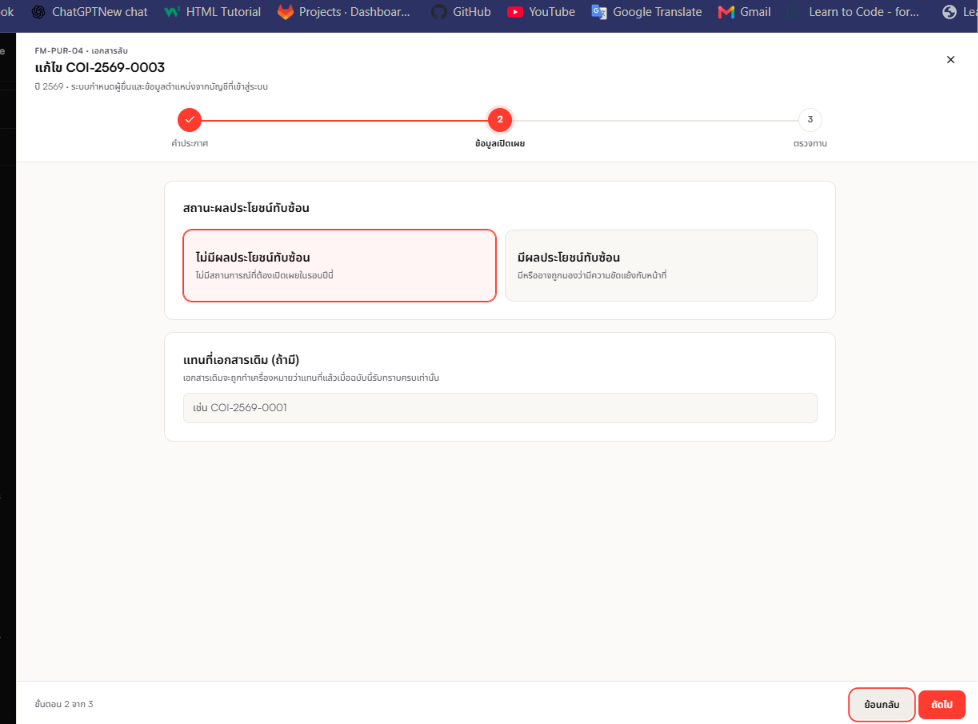 ok ChatGPTNew chat HTML Tutorial Projects · Dashboar... GitHub YouTube Google Translate Gmail Learn to Code - for... Lea
FM-PUR-04 • เอกสารลับ
แก้ไข COI-2569-0003
ปี 2569 • ระบบกำหนดผู้ยื่นและข้อมูลตำแหน่งจากบัญชีที่เข้าสู่ระบบ
2
3
คำประกาศ
ข้อมูลเปิดเผย
ตรวจทาน
สถานะผลประโยชน์ทับซ้อน
ไม่มีผลประโยชน์ทับซ้อน
ไม่มีสถานการณ์ที่ต้องเปิดเผยในรอบปีนี้
มีผลประโยชน์ทับซ้อน
มีหรืออาจถูกมองว่ามีความขัดแย้งกับหน้าที่
แทนที่เอกสารเดิม (ถ้ามี)
เอกสารเดิมจะถูกทำเครื่องหมายว่าแทนที่แล้วเมื่อฉบับนี้รับทราบครบเท่านั้น
เช่น COI-2569-0001
ขั้นตอน 2 จาก 3
ย้อนกลับ
ถัดไป